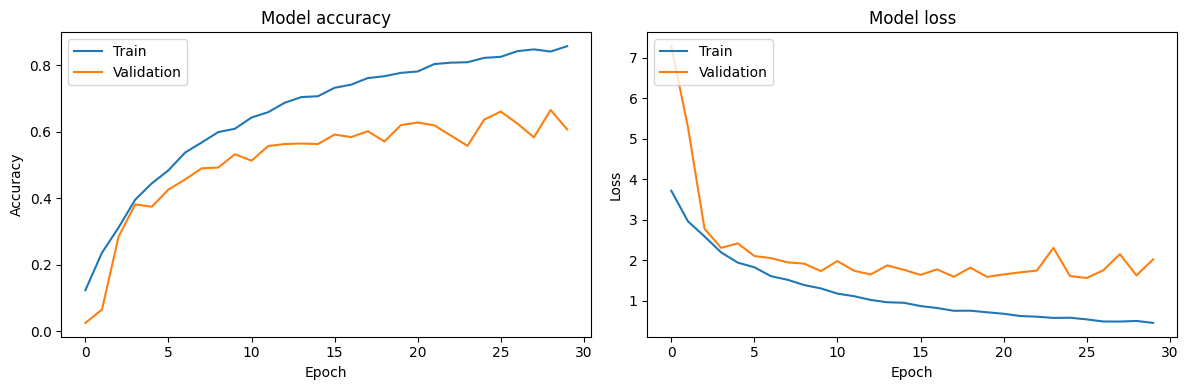 Model accuracy
Train
Validation
0.8
0.6
0.4
0.2
0.0
Accuracy
0 5 10 15 20 25 30
Epoch
Model loss
Train
Validation
7
6
5
4
3
2
1
Loss
0 5 10 15 20 25 30
Epoch